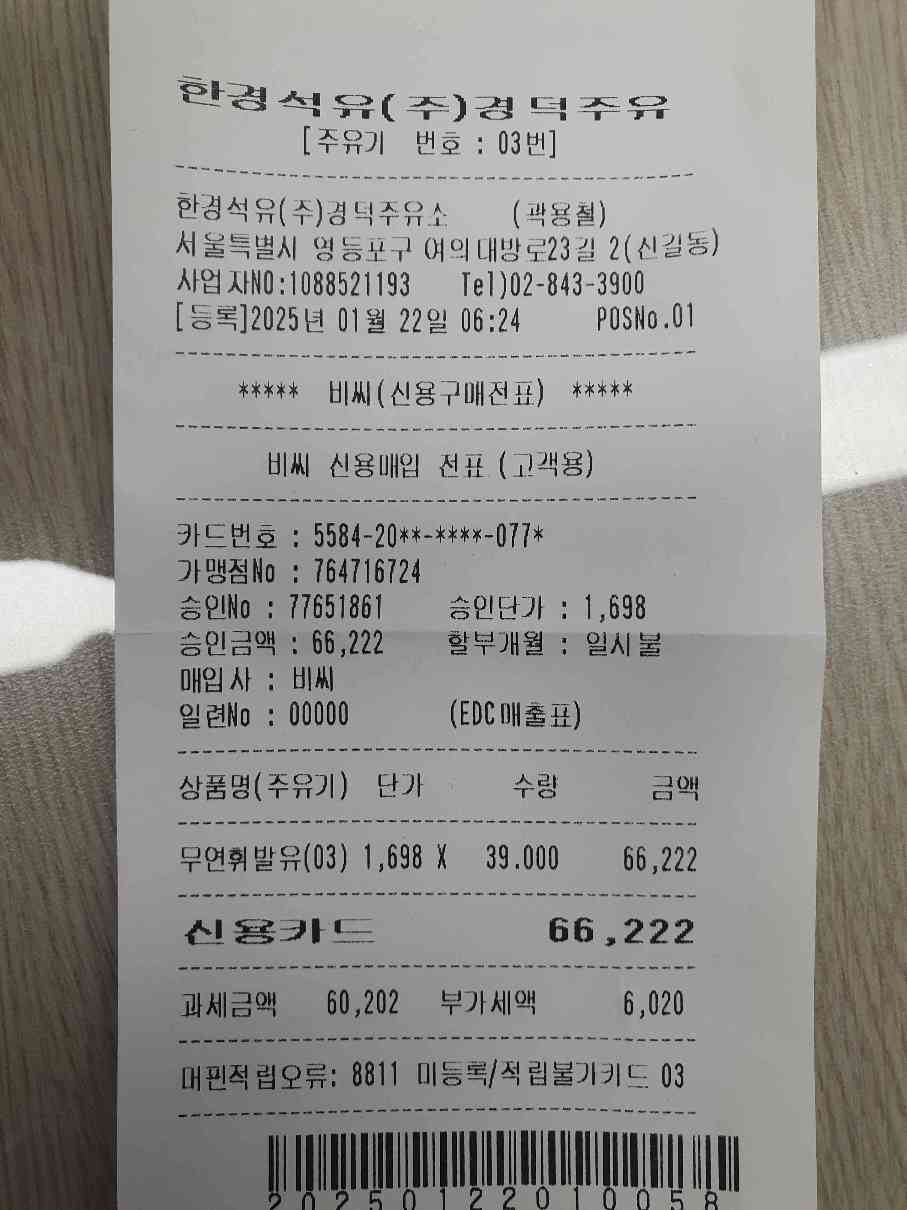 한경석유(주)경덕주유
[주유기 번호 : 03번]
한경석유(주)경덕주유소 (곽용철)
서울특별시 영등포구 여의대방로23길 2(신길동)
사업자NO:1088521193 Tel)02-843-3900
[등록]2025년 01월 22일 06:24 POSNo.01
***** 비씨(신용구매전표) *****
비씨 신용매입 전표 (고객용)
카드번호 : 5584-20**-****-077*
가맹점No : 764716724
승인No : 77651861 승인단가 : 1,698
승인금액 : 66,222 할부개월 : 일시불
매입사 : 비씨
일련No : 00000 (EDC매출표)
상품명(주유기) 단가 수량 금액
무연휘발유(03) 1,698 X 39.000 66,222
신용카드 66,222
과세금액 60,202 부가세액 6,020
대핀적립오류: 8811 미등록/적립불가카드 03
20250122010058